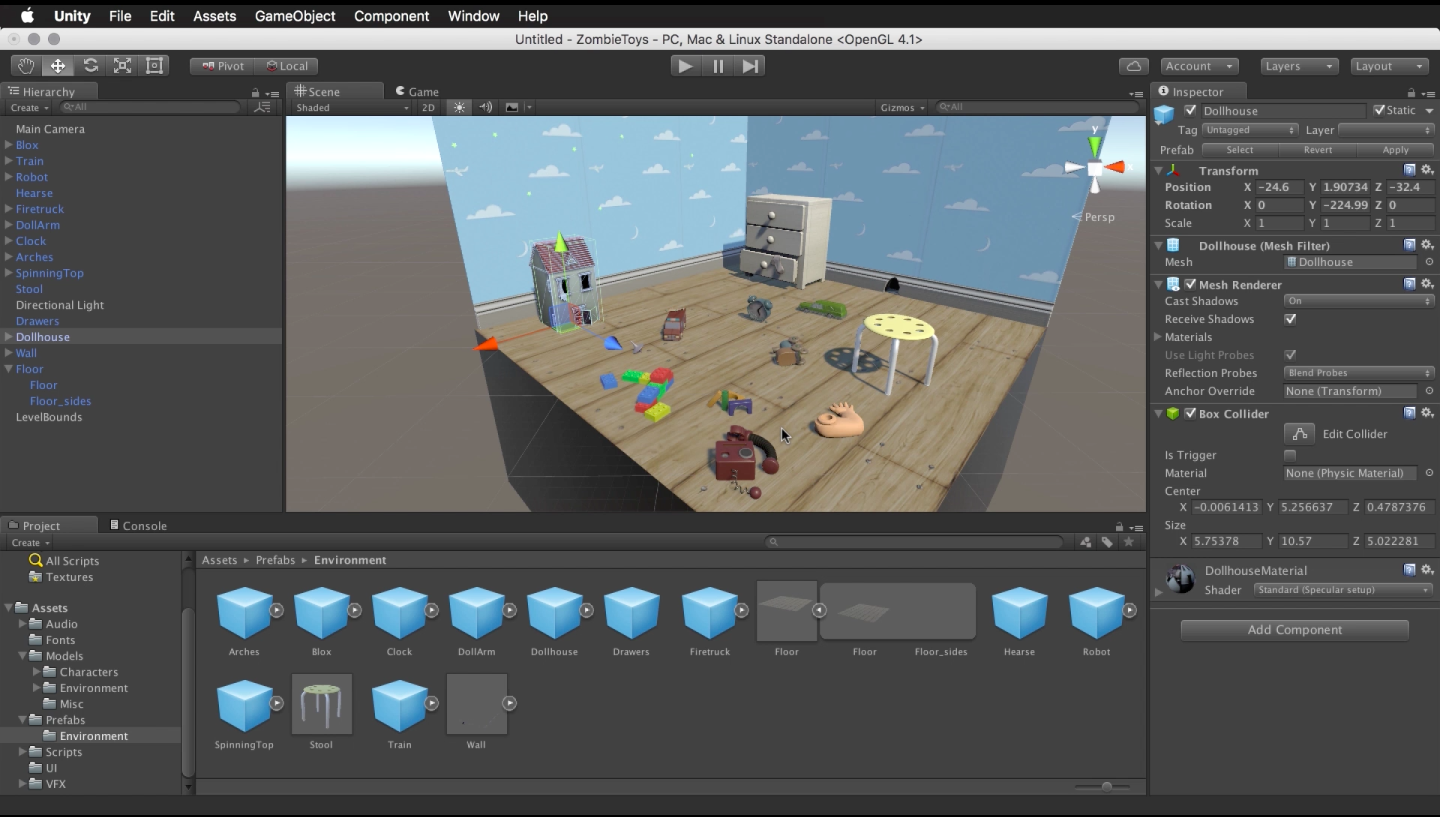 Unity File Edit Assets GameObject Component Window Help
Untitled - ZombieToys - PC, Mac & Linux Standalone <OpenGL 4.1>
Pivot Local Account Layers Layout
Hierarchy
Create All
Main Camera
Blox
Train
Robot
Hearse
Firetruck
DollArm
Clock
Arches
SpinningTop
Stool
Directional Light
Drawers
Dollhouse
Wall
Floor
Floor
Floor_sides
LevelBounds
Scene Game
Shaded 2D Gizmos All
y
Persp
Inspector
Dollhouse Static
Tag Untagged Layer
Prefab Select Revert Apply
Transform
Position X -24.6 Y 1.90734 Z -32.4
Rotation X 0 Y -224.99 Z 0
Scale X 1 Y 1 Z 1
Dollhouse (Mesh Filter)
Mesh Dollhouse
Mesh Renderer
Cast Shadows On
Receive Shadows
Materials
Use Light Probes
Reflection Probes Blend Probes
Anchor Override None (Transform)
Box Collider
Edit Collider
Is Trigger
Material None (Physic Material)
Center
X -0.0061413 Y 5.256637 Z 0.4787376
Size
X 5.75378 Y 10.57 Z 5.022281
DollhouseMaterial
Shader Standard (Specular setup)
Add Component
Project Console
Create
All Scripts
Textures
Assets
Audio
Fonts
Models
Characters
Environment
Misc
Prefabs
Environment
Scripts
UI
VFX
Assets Prefabs Environment
Arches Blox Clock DollArm Dollhouse Drawers Firetruck Floor Floor Floor_sides Hearse Robot
SpinningTop Stool Train Wall